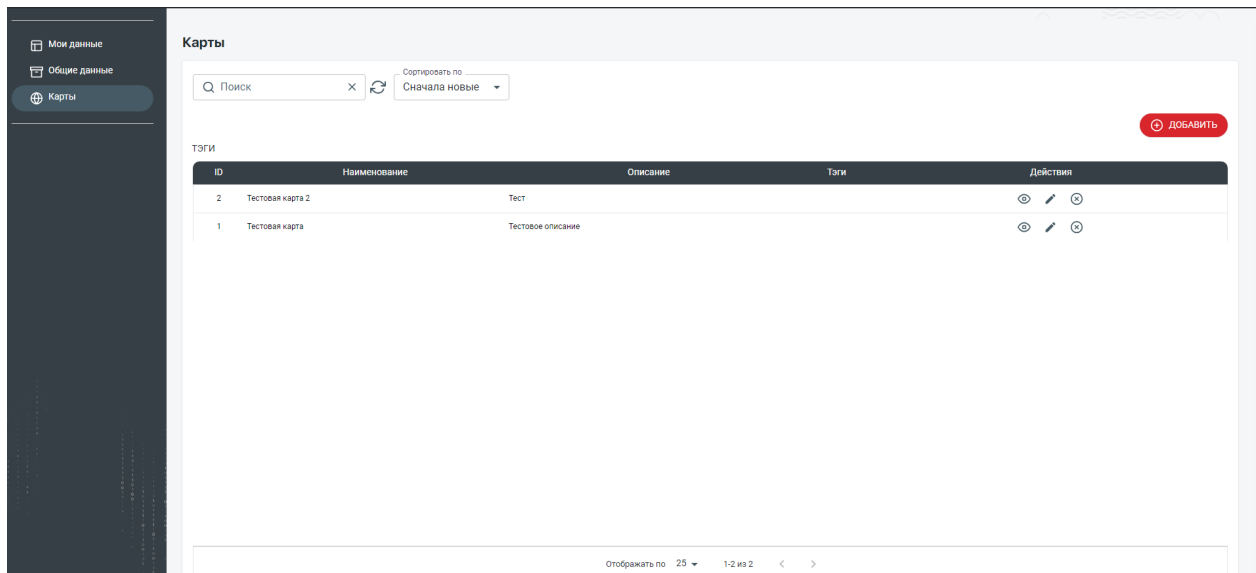 Мои данные
Общие данные
Карты
Карты
Поиск
Сортировать по
Сначала новые
ДОБАВИТЬ
ТЭГИ
ID Наименование Описание Тэги Действия
2 Тестовая карта 2 Тест
1 Тестовая карта Тестовое описание
Отображать по 25 1-2 из 2